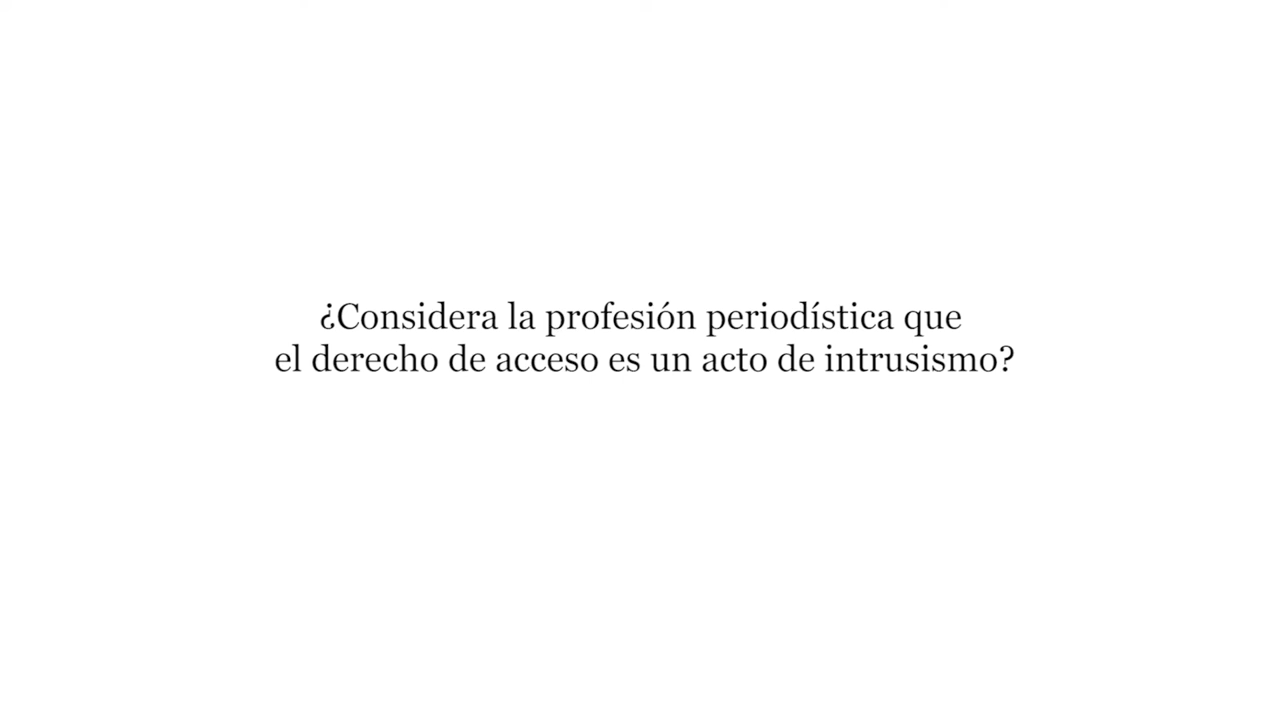 ¿Considera la profesión periodística que
el derecho de acceso es un acto de intrusismo?